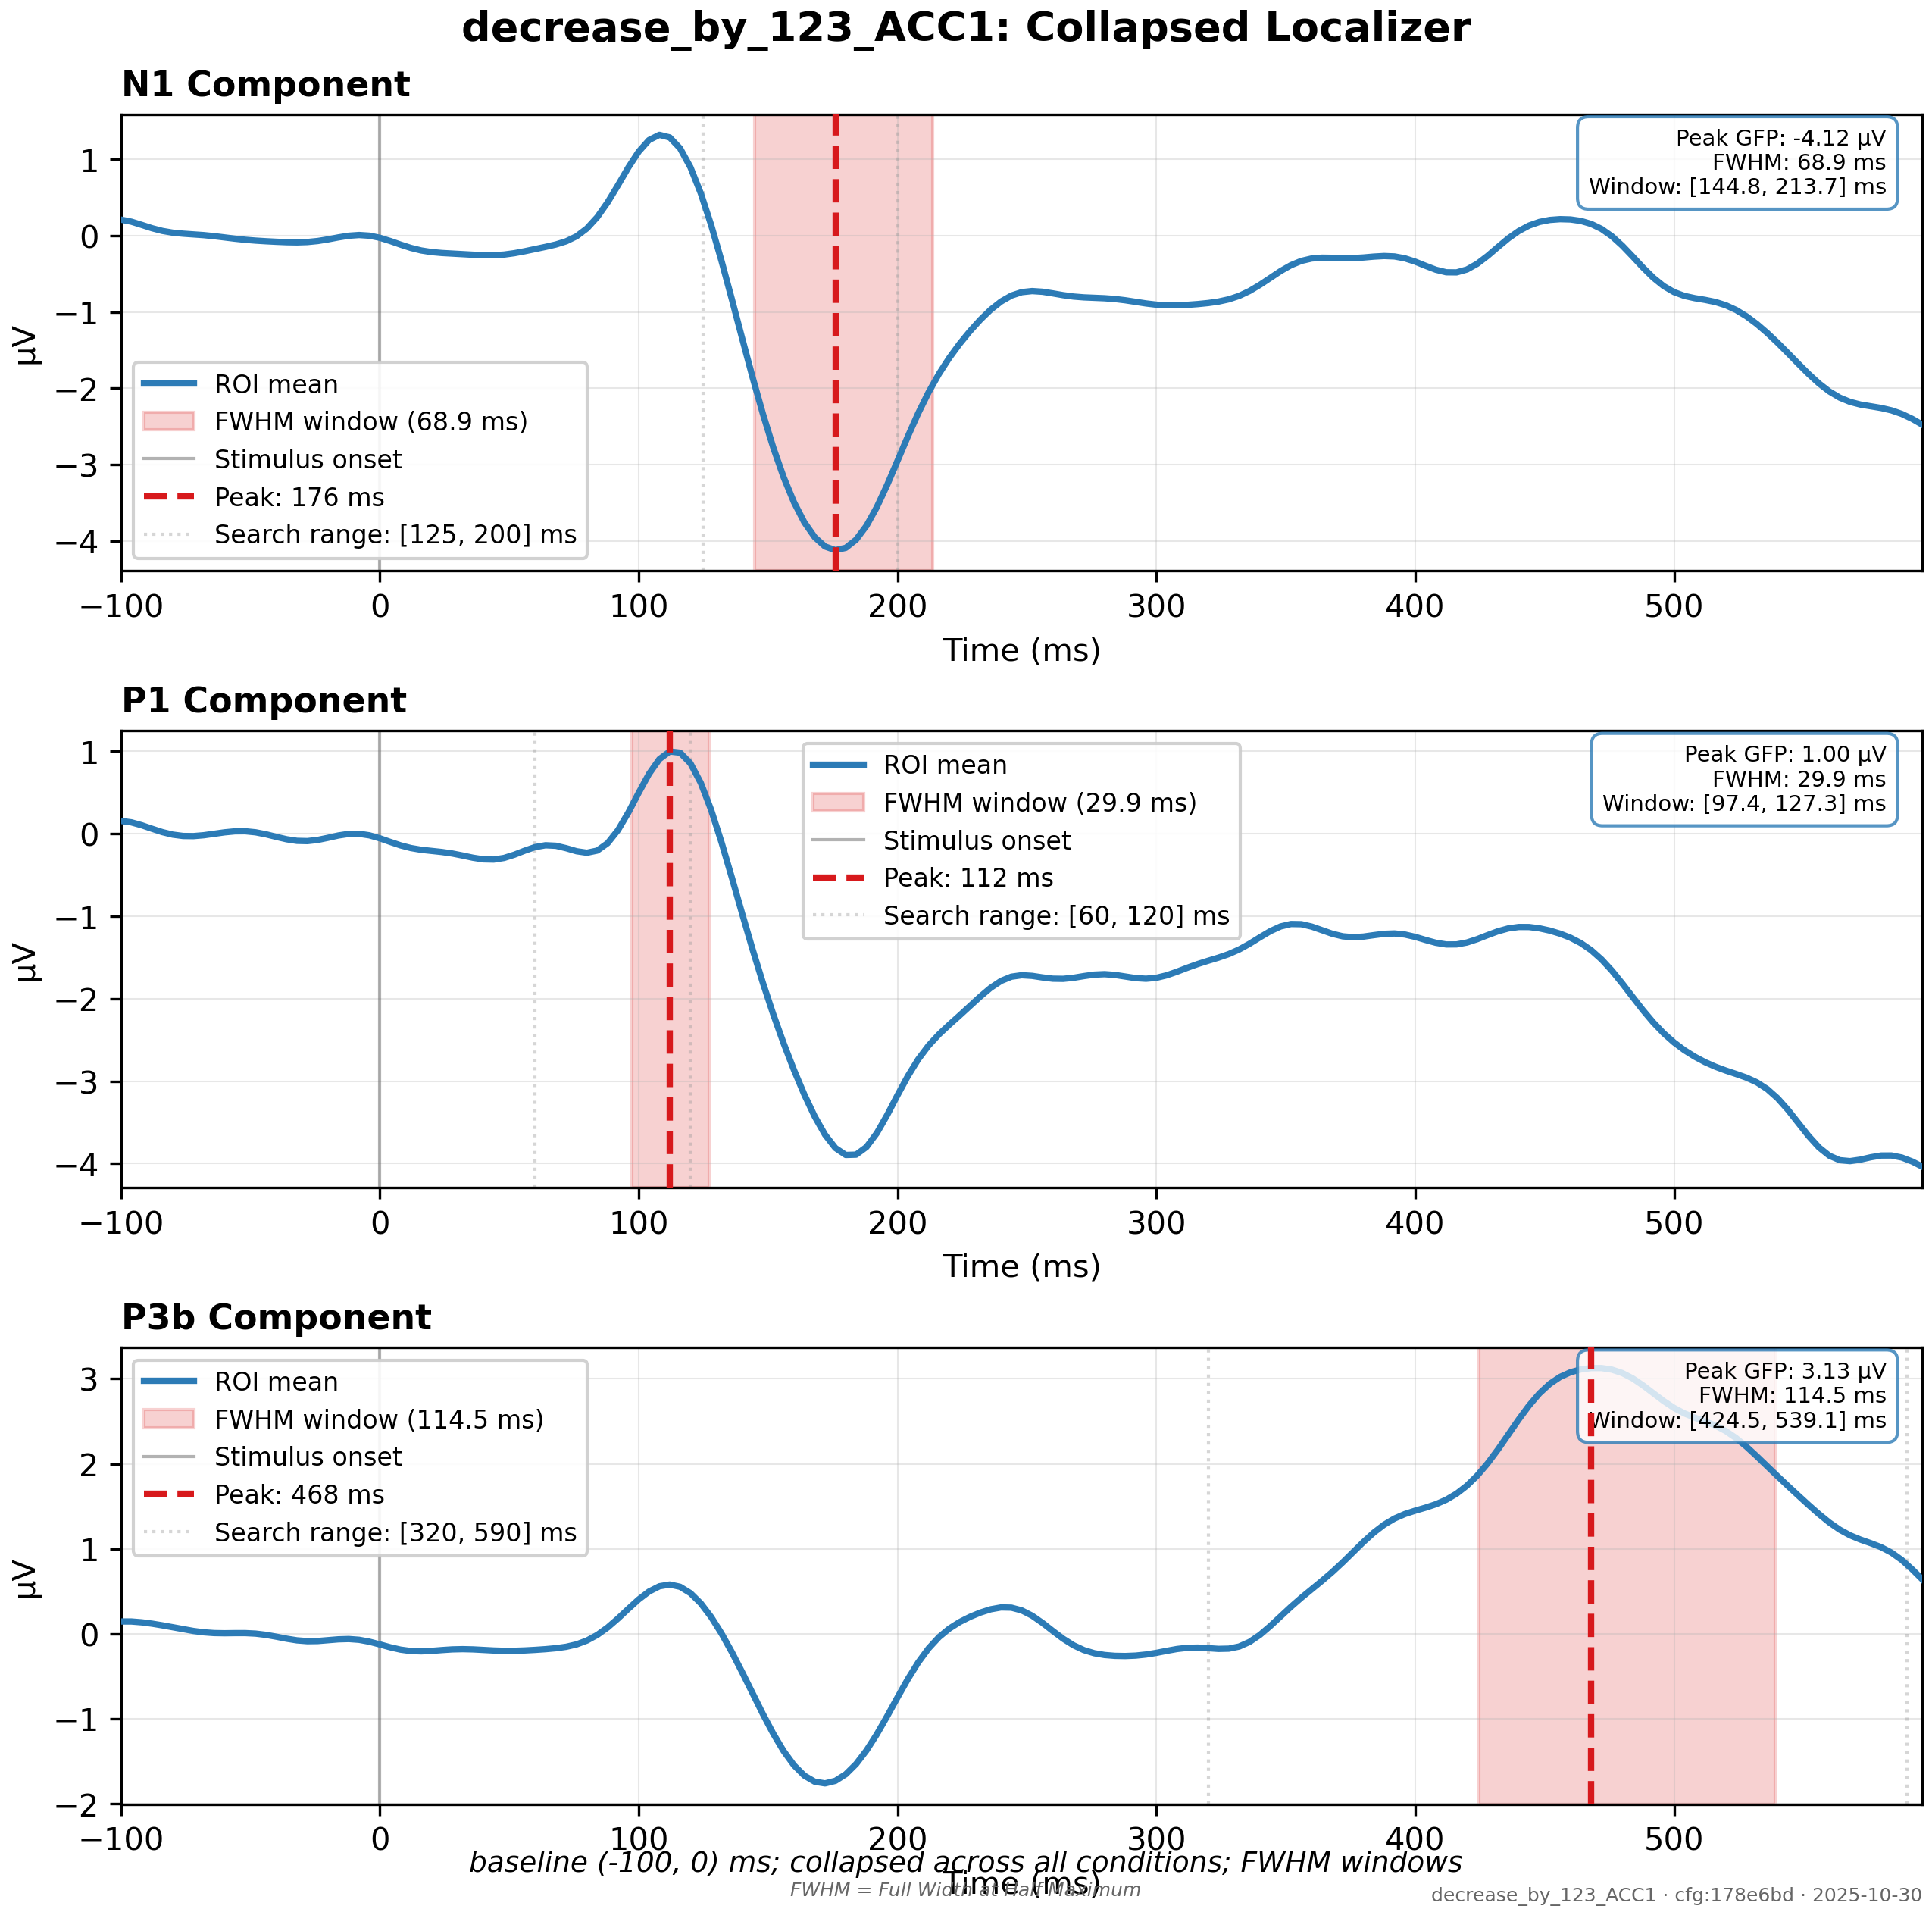 decrease_by_123_ACC1: Collapsed Localizer
N1 Component
Peak GFP: -4.12 µV
FWHM: 68.9 ms
Window: [144.8, 213.7] ms
1
0
−1
−2
−3
−4
µV
ROI mean
FWHM window (68.9 ms)
Stimulus onset
Peak: 176 ms
Search range: [125, 200] ms
−100 0 100 200 300 400 500
Time (ms)
P1 Component
Peak GFP: 1.00 µV
FWHM: 29.9 ms
Window: [97.4, 127.3] ms
1
0
−1
−2
−3
−4
µV
ROI mean
FWHM window (29.9 ms)
Stimulus onset
Peak: 112 ms
Search range: [60, 120] ms
−100 0 100 200 300 400 500
Time (ms)
P3b Component
Peak GFP: 3.13 µV
FWHM: 114.5 ms
Window: [424.5, 539.1] ms
3
2
1
0
−1
−2
µV
ROI mean
FWHM window (114.5 ms)
Stimulus onset
Peak: 468 ms
Search range: [320, 590] ms
−100 0 100 200 300 400 500
baseline (-100, 0) ms; collapsed across all conditions; FWHM windows
Time (ms)
FWHM = Full Width at Half Maximum
decrease_by_123_ACC1 · cfg:178e6bd · 2025-10-30